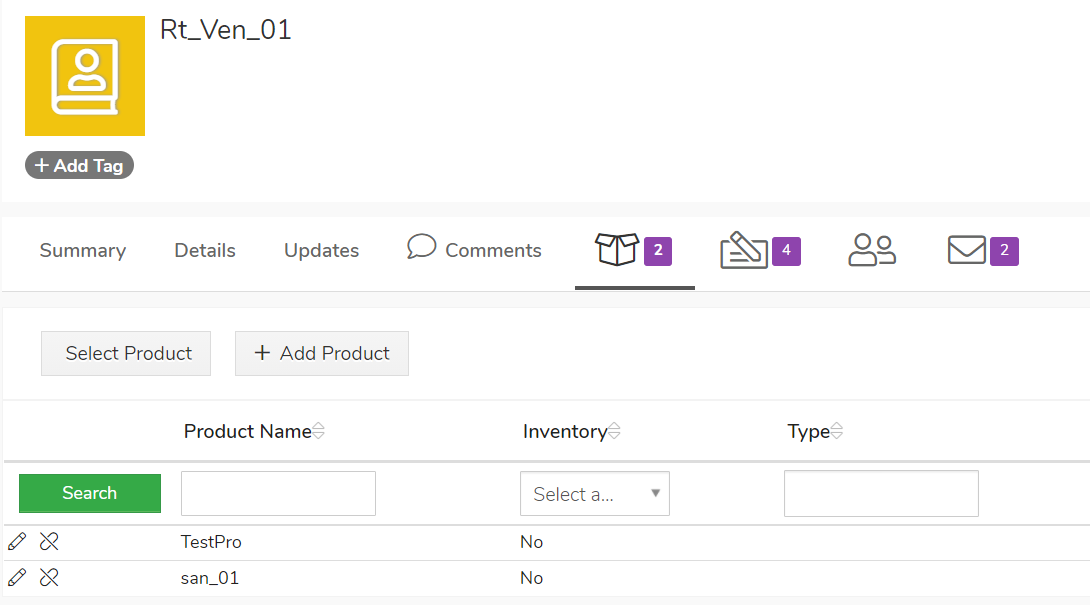 Rt_Ven_01
+ Add Tag
Summary Details Updates Comments 2 4 2
Select Product + Add Product
Product Name Inventory Type
Search Select a...
TestPro No
san_01 No